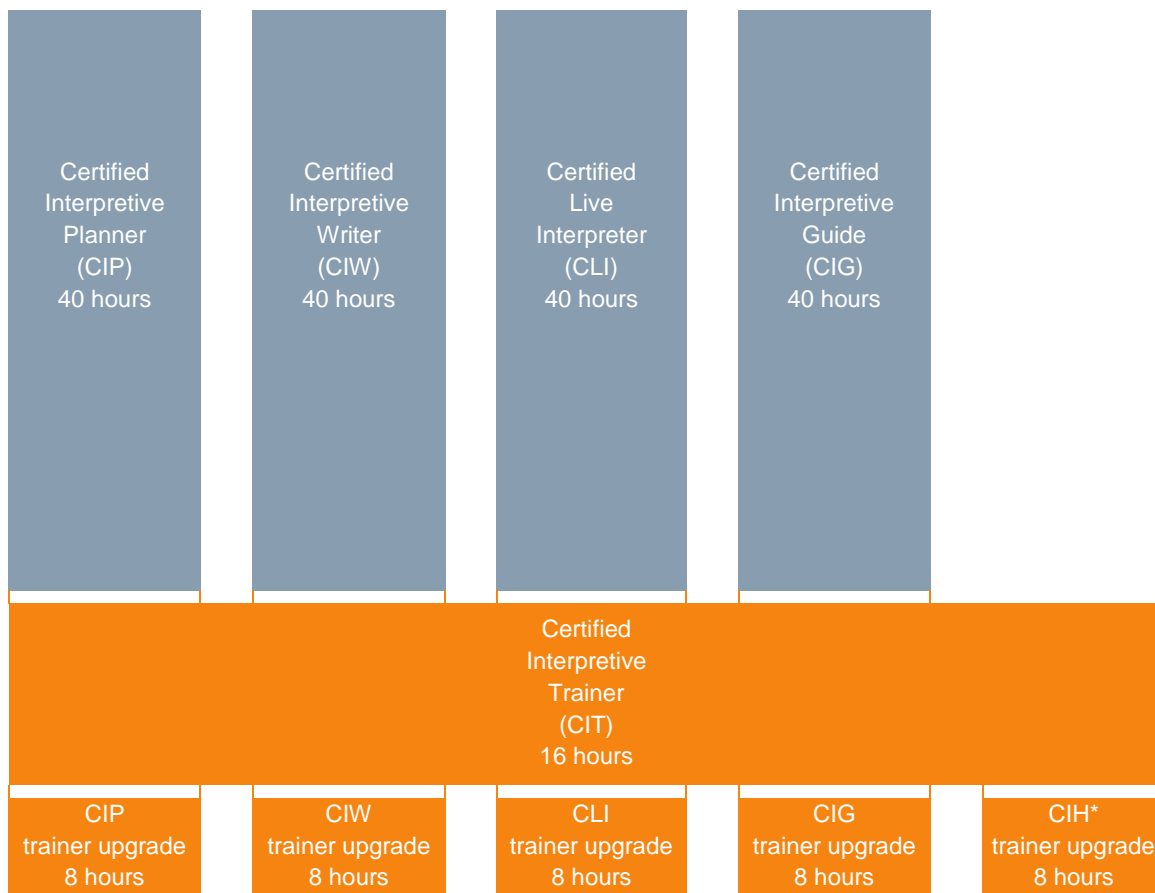 Certified
Interpretive
Planner
(CIP)
40 hours
Certified
Interpretive
Writer
(CIW)
40 hours
Certified
Live
Interpreter
(CLI)
40 hours
Certified
Interpretive
Guide
(CIG)
40 hours
Certified
Interpretive
Trainer
(CIT)
16 hours
CIP
trainer upgrade
8 hours
CIW
trainer upgrade
8 hours
CLI
trainer upgrade
8 hours
CIG
trainer upgrade
8 hours
CIH*
trainer upgrade
8 hours